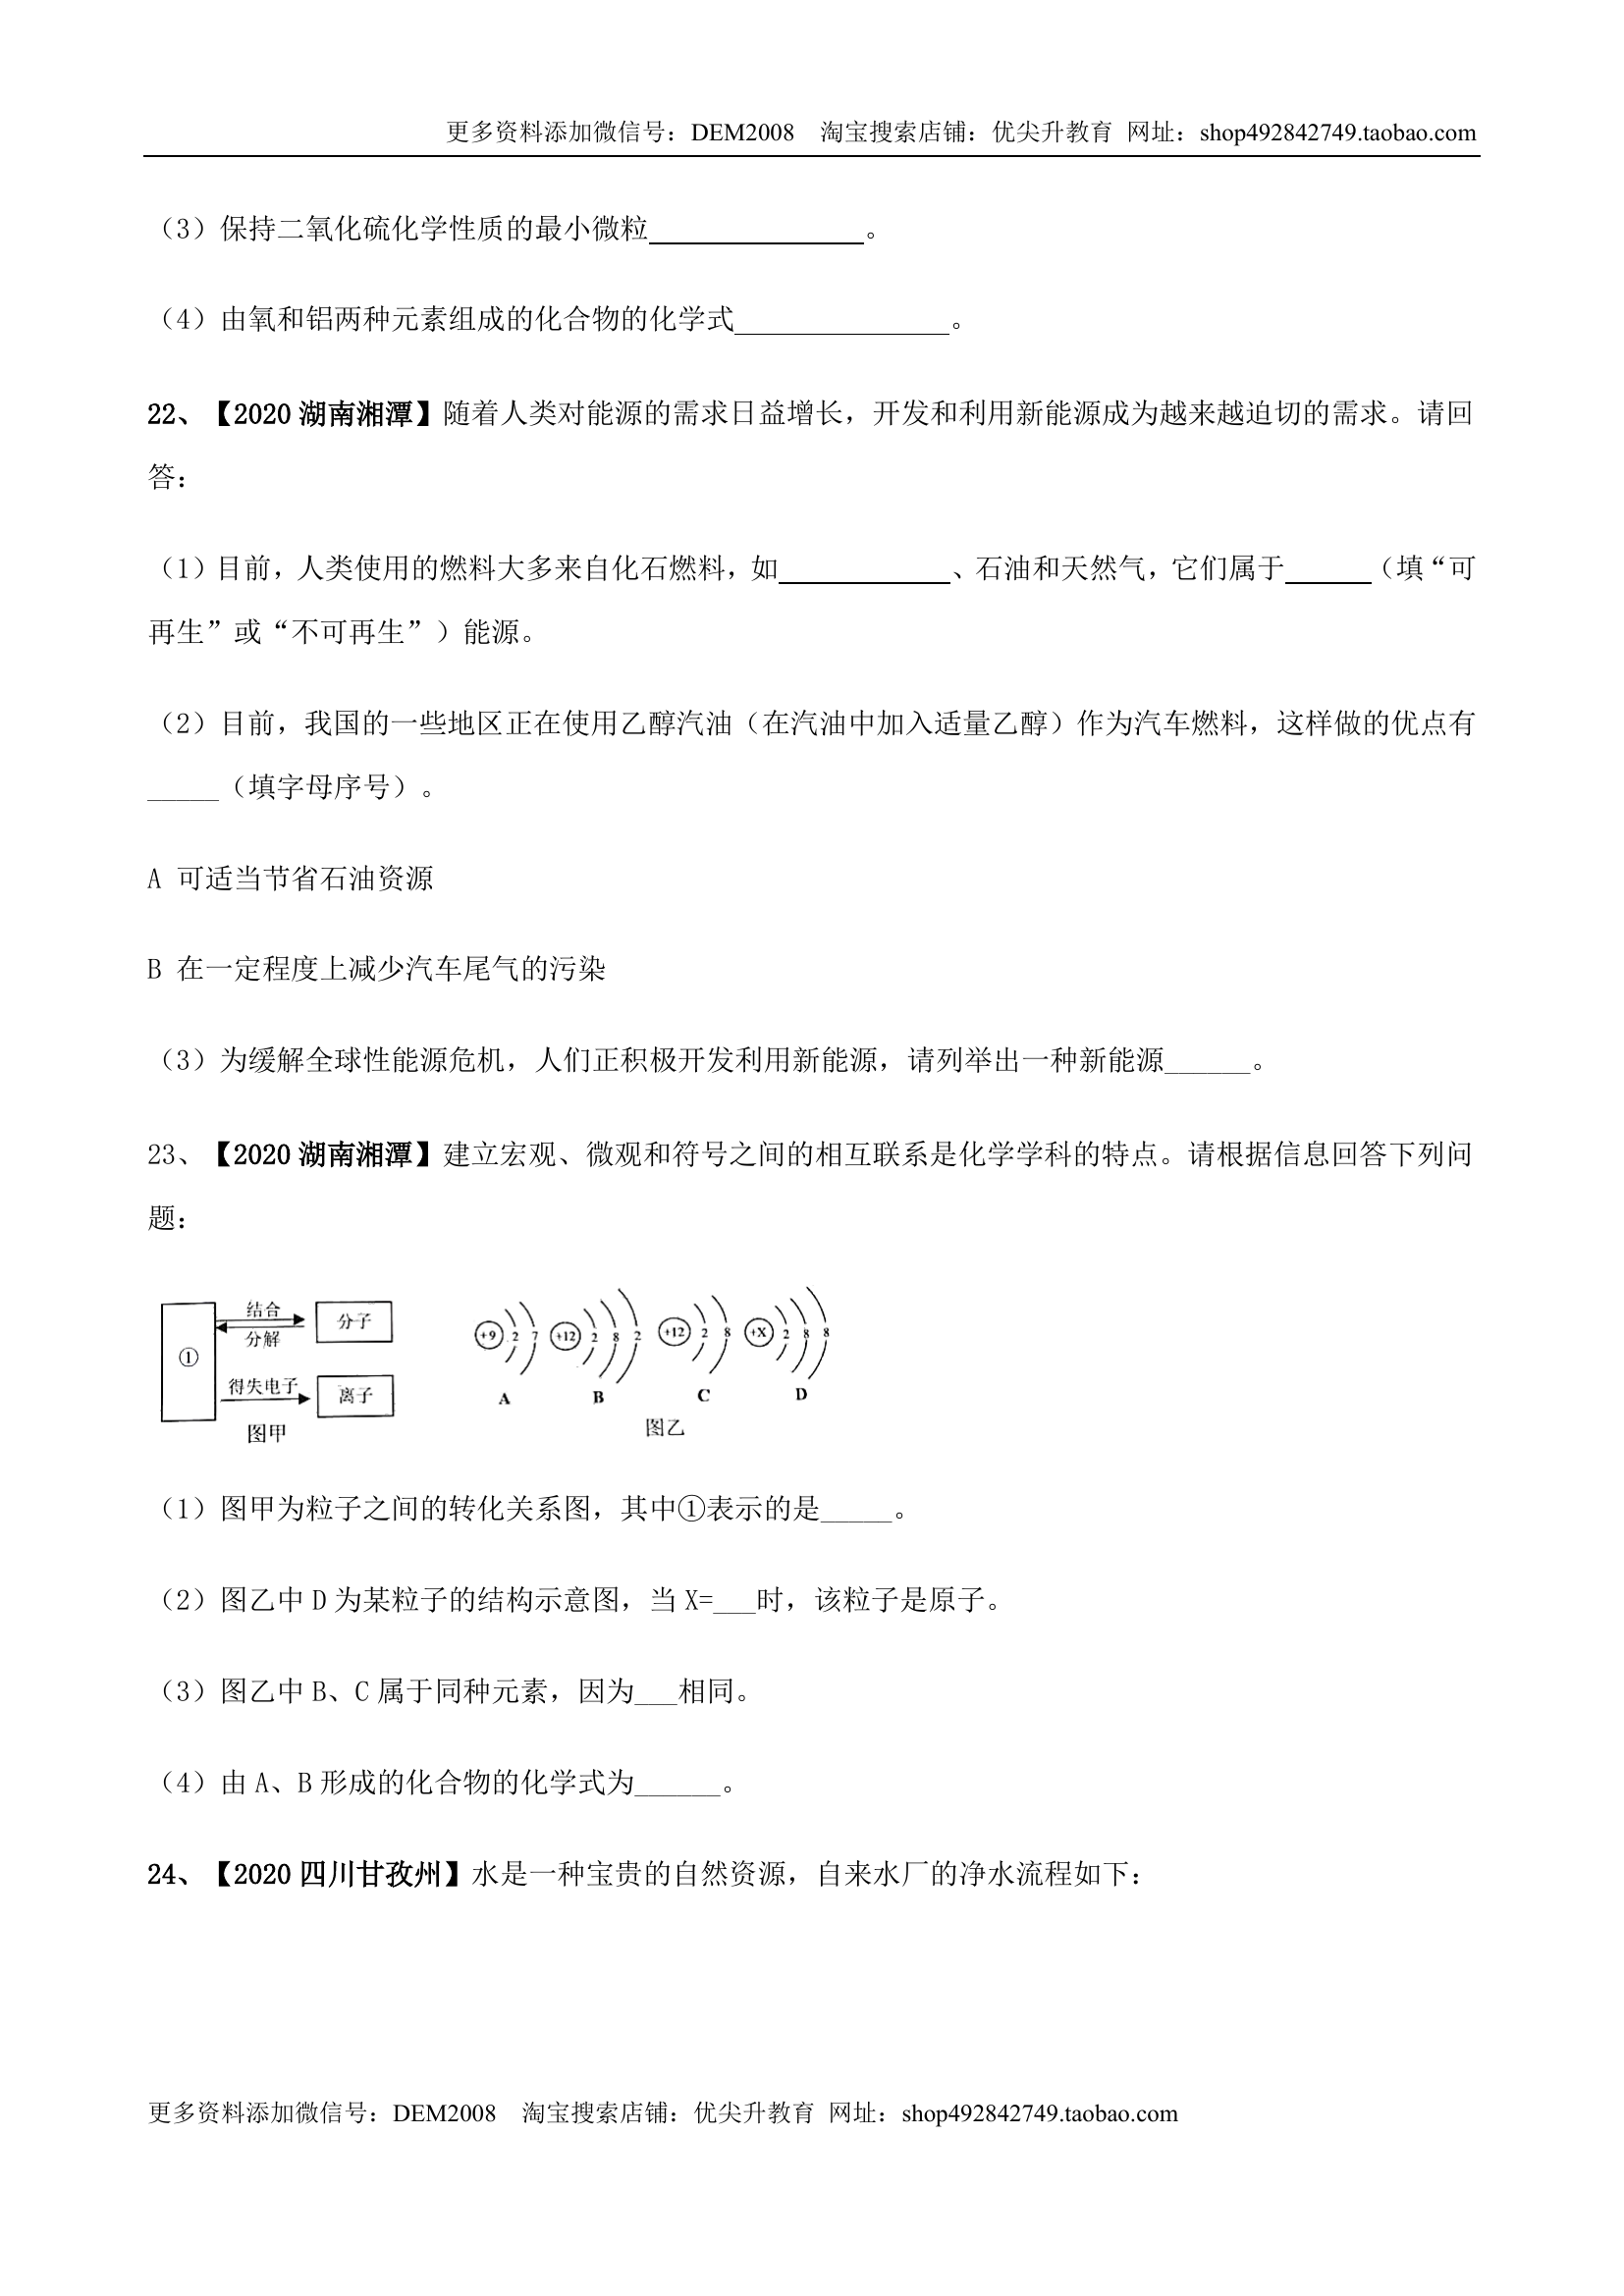 更多资料添加微信号：DEM2008 淘宝搜索店铺：优尖升教育 网址：shop492842749.taobao.com
（3）保持二氧化硫化学性质的最小微粒_______________。
（4）由氧和铝两种元素组成的化合物的化学式_______________。
22、【2020 湖南湘潭】随着人类对能源的需求日益增长，开发和利用新能源成为越来越迫切的需求。请回
答：
（1）目前，人类使用的燃料大多来自化石燃料，如____________、石油和天然气，它们属于______（填“可
再生”或“不可再生”）能源。
（2）目前，我国的一些地区正在使用乙醇汽油（在汽油中加入适量乙醇）作为汽车燃料，这样做的优点有
_____（填字母序号）。
A 可适当节省石油资源
B 在一定程度上减少汽车尾气的污染
（3）为缓解全球性能源危机，人们正积极开发利用新能源，请列举出一种新能源______。
23、【2020 湖南湘潭】建立宏观、微观和符号之间的相互联系是化学学科的特点。请根据信息回答下列问
题：
① 结合 分解 分子
得失电子 离子
图甲
+9 2 7 +12 2 8 2 +12 2 8 +X 2 8 8
A B C D
图乙
（1）图甲为粒子之间的转化关系图，其中①表示的是_____。
（2）图乙中 D 为某粒子的结构示意图，当 X=___时，该粒子是原子。
（3）图乙中 B、C 属于同种元素，因为___相同。
（4）由 A、B 形成的化合物的化学式为______。
24、【2020 四川甘孜州】水是一种宝贵的自然资源，自来水厂的净水流程如下：
更多资料添加微信号：DEM2008 淘宝搜索店铺：优尖升教育 网址：shop492842749.taobao.com